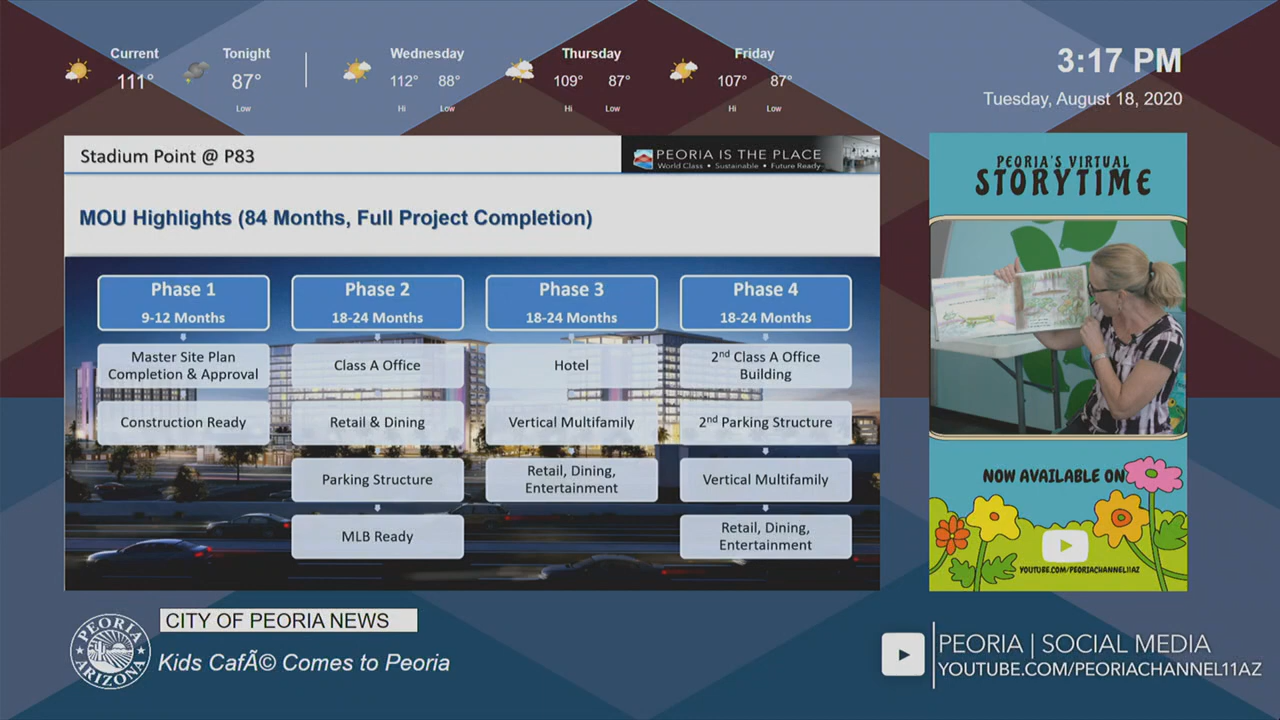 Current
Tonight
Wednesday
Thursday
Friday
111°
87°
112° 88°
109° 87°
107° 87°
Low
Hi Low
Hi Low
Hi Low
3:17 PM
Tuesday, August 18, 2020
Stadium Point @ P83
PEORIA IS THE PLACE
World Class • Sustainable • Future Ready
MOU Highlights (84 Months, Full Project Completion)
Phase 1
9-12 Months
Master Site Plan
Completion & Approval
Construction Ready
Phase 2
18-24 Months
Class A Office
Retail & Dining
Parking Structure
MLB Ready
Phase 3
18-24 Months
Hotel
Vertical Multifamily
Retail, Dining,
Entertainment
Phase 4
18-24 Months
2nd Class A Office
Building
2nd Parking Structure
Vertical Multifamily
Retail, Dining,
Entertainment
PEORIA'S VIRTUAL
STORYTIME
NOW AVAILABLE ON
YOUTUBE.COM/PEORIACHANNEL11AZ
PEORIA
ARIZONA
CITY OF PEORIA NEWS
Kids CafÃ© Comes to Peoria
PEORIA | SOCIAL MEDIA
YOUTUBE.COM/PEORIACHANNEL11AZ